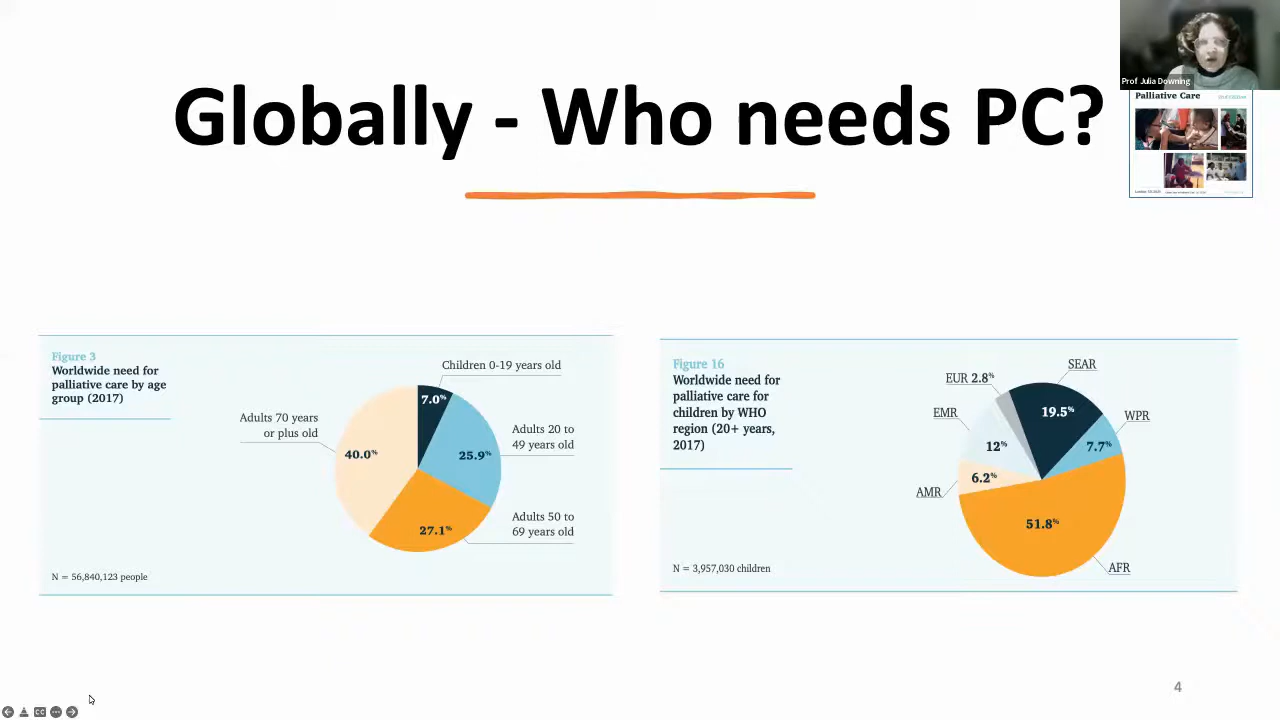 Globally - Who needs PC?
Prof Julia Downing
Palliative Care
Figure 3
Worldwide need for
palliative care by age
group (2017)
Children 0-19 years old
7.0%
Adults 20 to
49 years old
25.9%
Adults 50 to
69 years old
27.1%
Adults 70 years
or plus old
40.0%
N = 56,840,123 people
Figure 16
Worldwide need for
palliative care for
children by WHO
region (20+ years,
2017)
SEAR
19.5%
WPR
7.7%
AFR
51.8%
AMR
6.2%
EMR
12%
EUR 2.8%
N = 3,957,030 children
4
CC